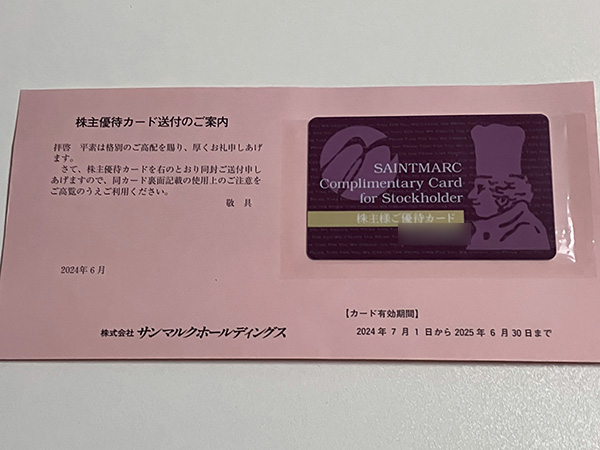 株主優待カード送付のご案内
拝啓　平素は格別のご高配を賜り、厚くお礼申しあげ
ます。
　さて、株主優待カードを右のとおり同封ご送付申し
あげますので、同カード裏面記載の使用上のご注意を
ご高覧のうえご利用ください。
敬　具
2024年 6 月
株式会社 サンマルクホールディングス
SAINTMARC
Complimentary Card
for Stockholder
株主様ご優待カード
【カード有効期間】
2024年 7 月 1 日から 2025年 6 月 30日まで